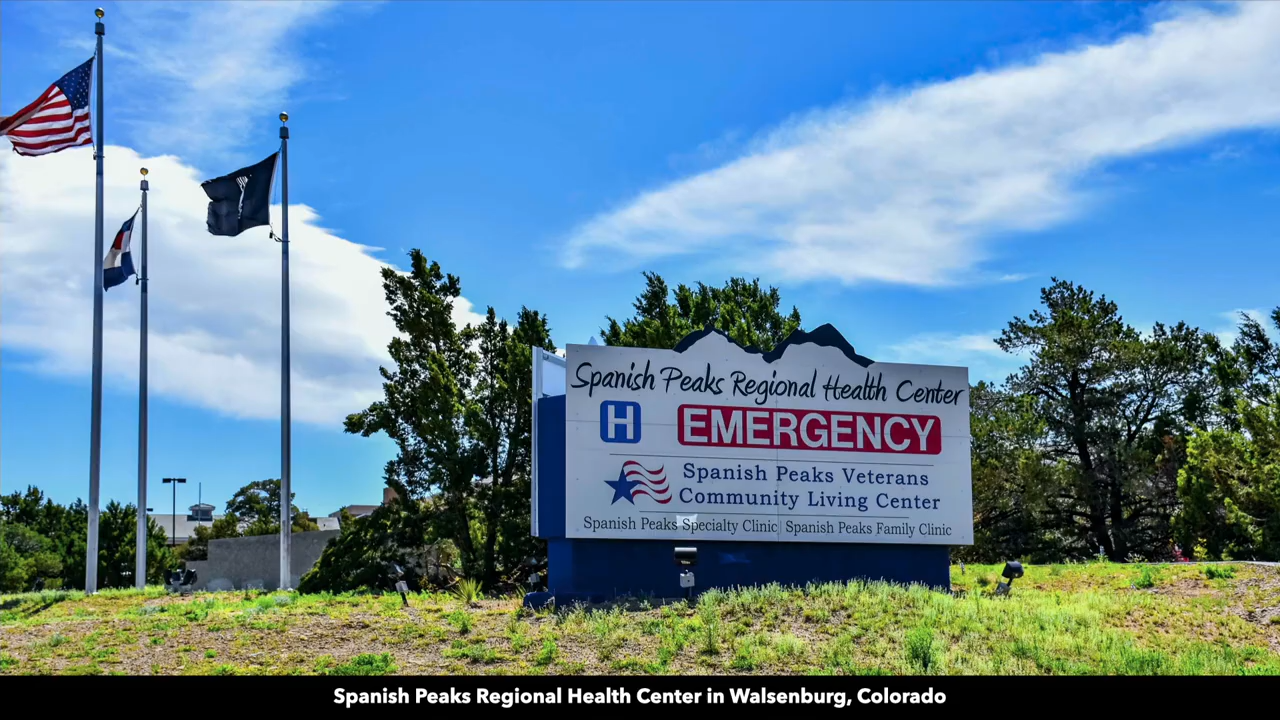 Spanish Peaks Regional Health Center
H EMERGENCY
Spanish Peaks Veterans
Community Living Center
Spanish Peaks Specialty Clinic | Spanish Peaks Family Clinic
Spanish Peaks Regional Health Center in Walsenburg, Colorado